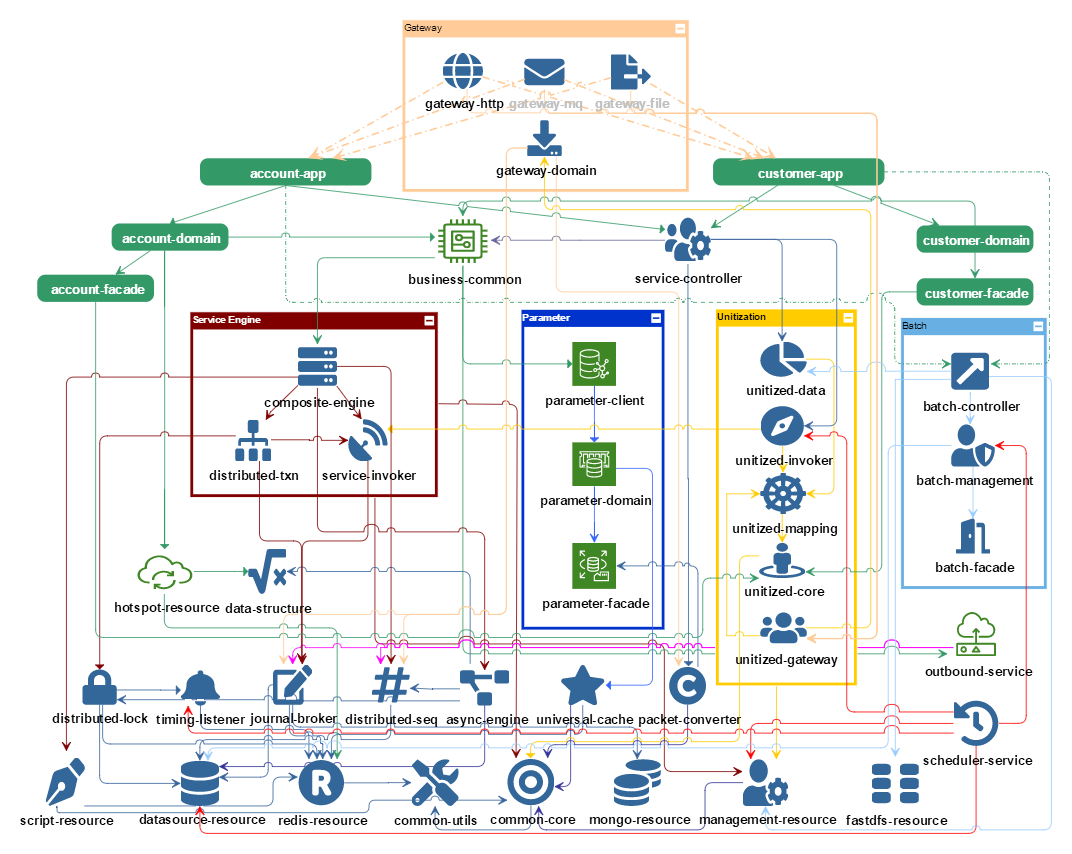 Gateway
gateway-http
gateway-mq
gateway-file
gateway-domain
account-app
customer-app
account-domain
customer-domain
business-common
service-controller
account-facade
customer-facade
Service Engine
Parameter
Unitization
Batch
composite-engine
parameter-client
unitized-data
batch-controller
distributed-txn
service-invoker
unitized-invoker
batch-management
parameter-domain
unitized-mapping
batch-facade
hotspot-resource
data-structure
parameter-facade
unitized-core
unitized-gateway
outbound-service
distributed-lock
timing-listener
journal-broker
distributed-seq
async-engine
universal-cache
packet-converter
scheduler-service
script-resource
datasource-resource
R
redis-resource
common-utils
common-core
mongo-resource
management-resource
fastdfs-resource
C